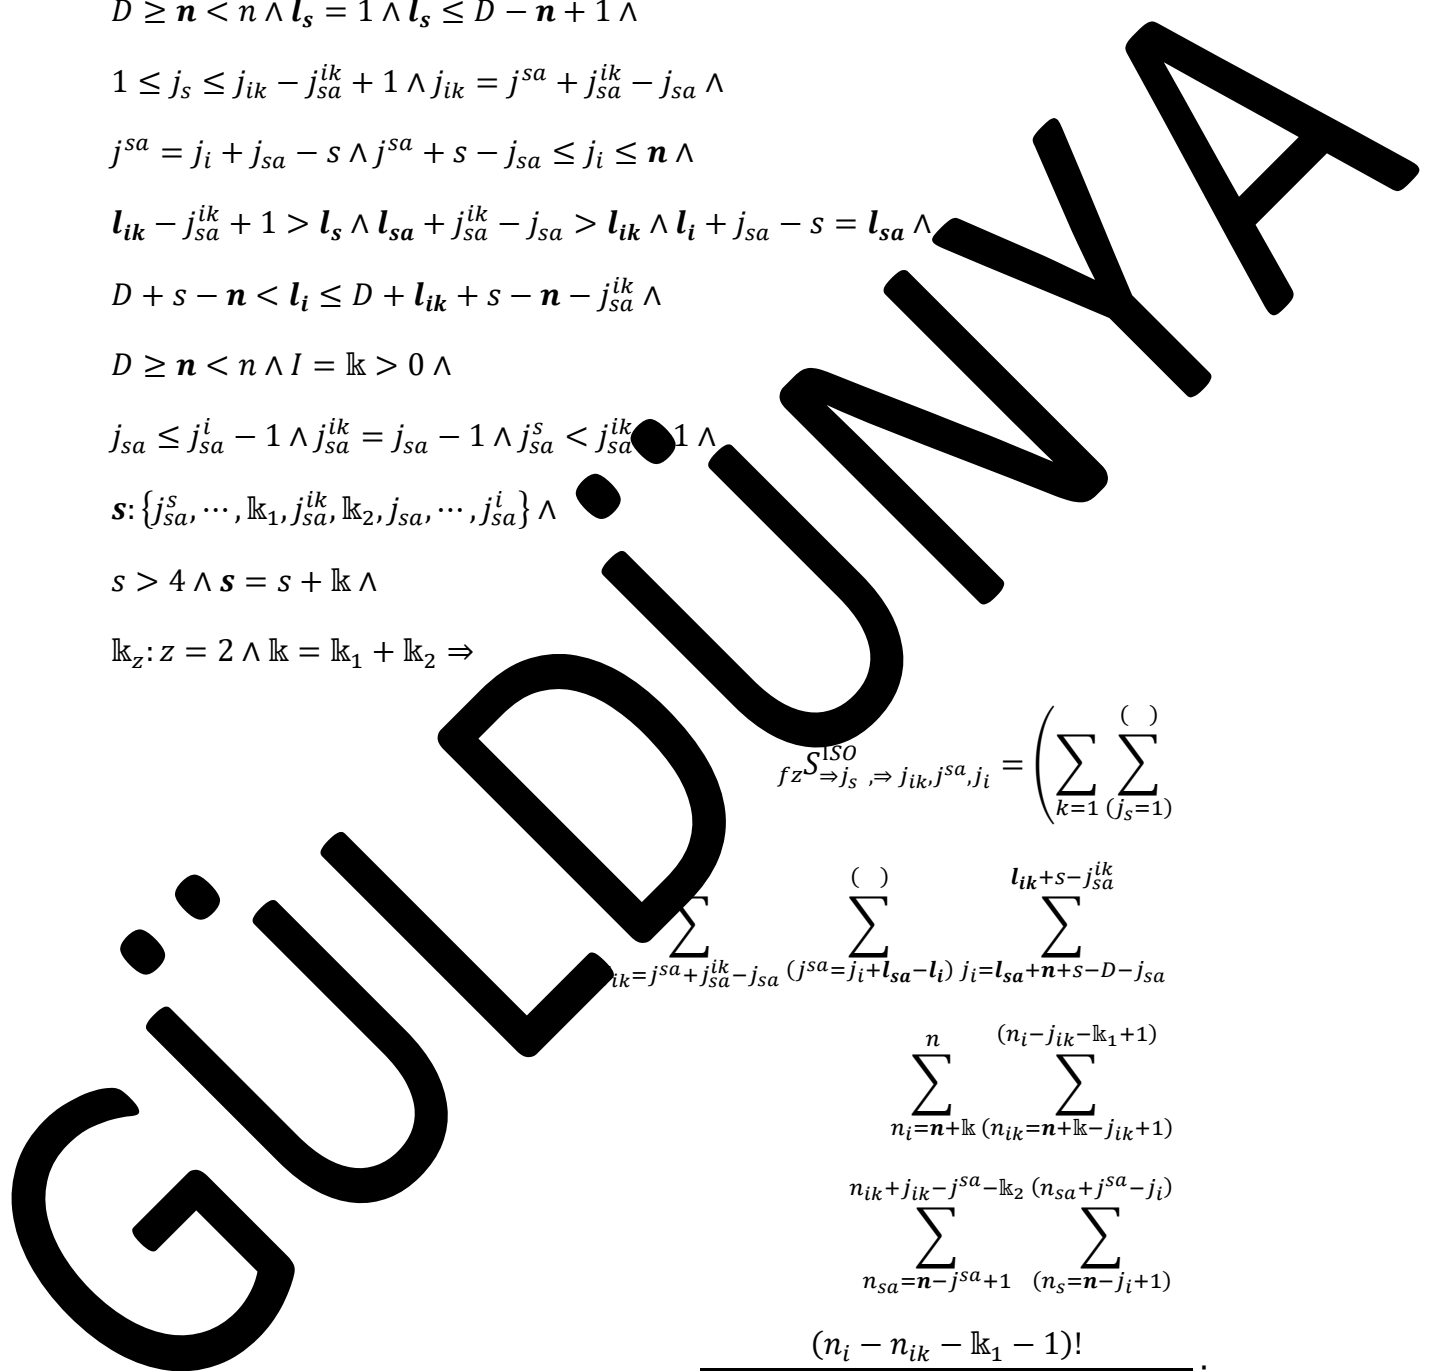 D ≥ n < n ∧ l_s = 1 ∧ l_s ≤ D − n + 1 ∧
1 ≤ j_s ≤ j_ik − j_sa^ik + 1 ∧ j_ik = j^sa + j_sa^ik − j_sa ∧
j^sa = j_i + j_sa − s ∧ j^sa + s − j_sa ≤ j_i ≤ n ∧
l_ik − j_sa^ik + 1 > l_s ∧ l_sa + j_sa^ik − j_sa > l_ik ∧ l_i + j_sa − s = l_sa ∧
D + s − n < l_i ≤ D + l_ik + s − n − j_sa^ik ∧
D ≥ n < n ∧ I = 𝕜 > 0 ∧
j_sa ≤ j_sa^i − 1 ∧ j_sa^ik = j_sa − 1 ∧ j_sa^s < j_sa^ik 1 ∧
s: {j_sa^s, ⋯, 𝕜_1, j_sa^ik, 𝕜_2, j_sa, ⋯, j_sa^i} ∧
s > 4 ∧ s = s + 𝕜 ∧
𝕜_z: z = 2 ∧ 𝕜 = 𝕜_1 + 𝕜_2 ⇒
( )
fzS^ISO_⇒j_s ,⇒ j_ik, j^sa, j_i = ( ∑ ∑
k=1 (j_s=1)
( ) l_ik+s−j_sa^ik
∑ ∑ ∑
ik=j^sa+j_sa^ik−j_sa (j^sa=j_i+l_sa−l_i) j_i=l_sa+n+s−D−j_sa
n (n_i−j_ik−𝕜_1+1)
∑ ∑
n_i=n+𝕜 (n_ik=n+𝕜−j_ik+1)
n_ik+j_ik−j^sa−𝕜_2 (n_sa+j^sa−j_i)
∑ ∑
n_sa=n−j^sa+1 (n_s=n−j_i+1)
(n_i − n_ik − 𝕜_1 − 1)! .
GÜLDÜNYA